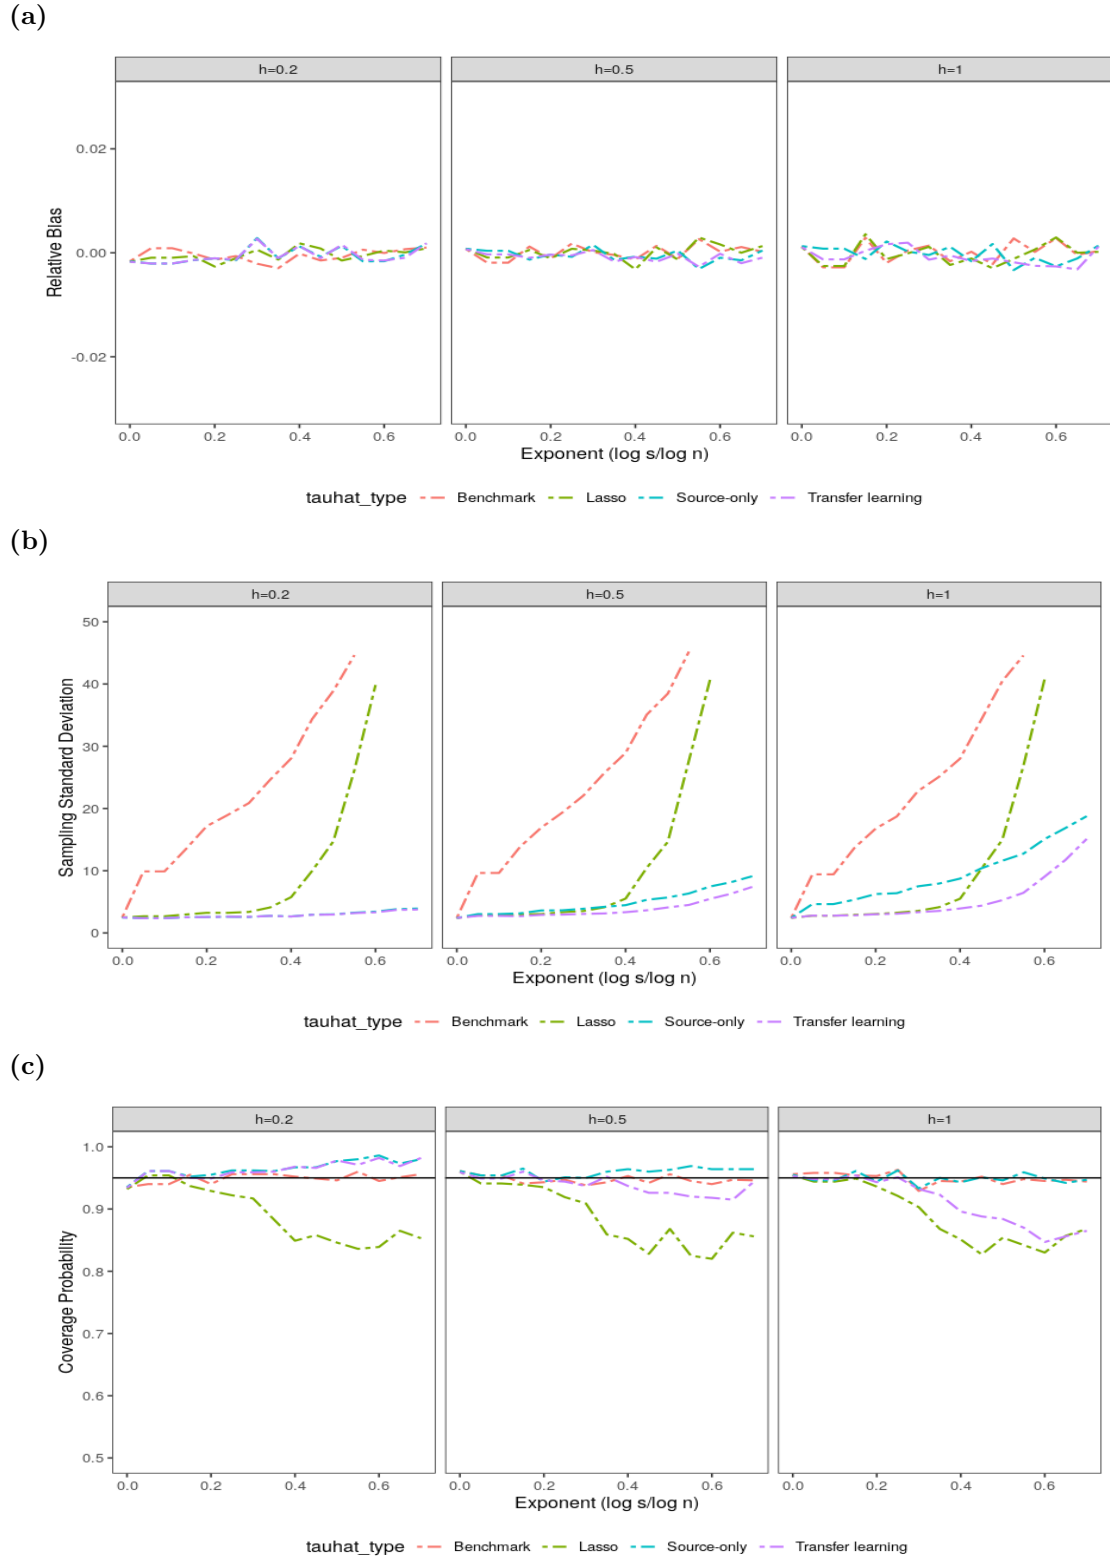 (a)
h=0.2 h=0.5 h=1
0.02
0.00
-0.02
Relative Bias
0.0 0.2 0.4 0.6 0.0 0.2 0.4 0.6 0.0 0.2 0.4 0.6
Exponent (log s/log n)
tauhat_type Benchmark Lasso Source-only Transfer learning
(b)
h=0.2 h=0.5 h=1
50
40
30
20
10
0
Sampling Standard Deviation
0.0 0.2 0.4 0.6 0.0 0.2 0.4 0.6 0.0 0.2 0.4 0.6
Exponent (log s/log n)
tauhat_type Benchmark Lasso Source-only Transfer learning
(c)
h=0.2 h=0.5 h=1
1.0
0.9
0.8
0.7
0.6
0.5
Coverage Probability
0.0 0.2 0.4 0.6 0.0 0.2 0.4 0.6 0.0 0.2 0.4 0.6
Exponent (log s/log n)
tauhat_type Benchmark Lasso Source-only Transfer learning